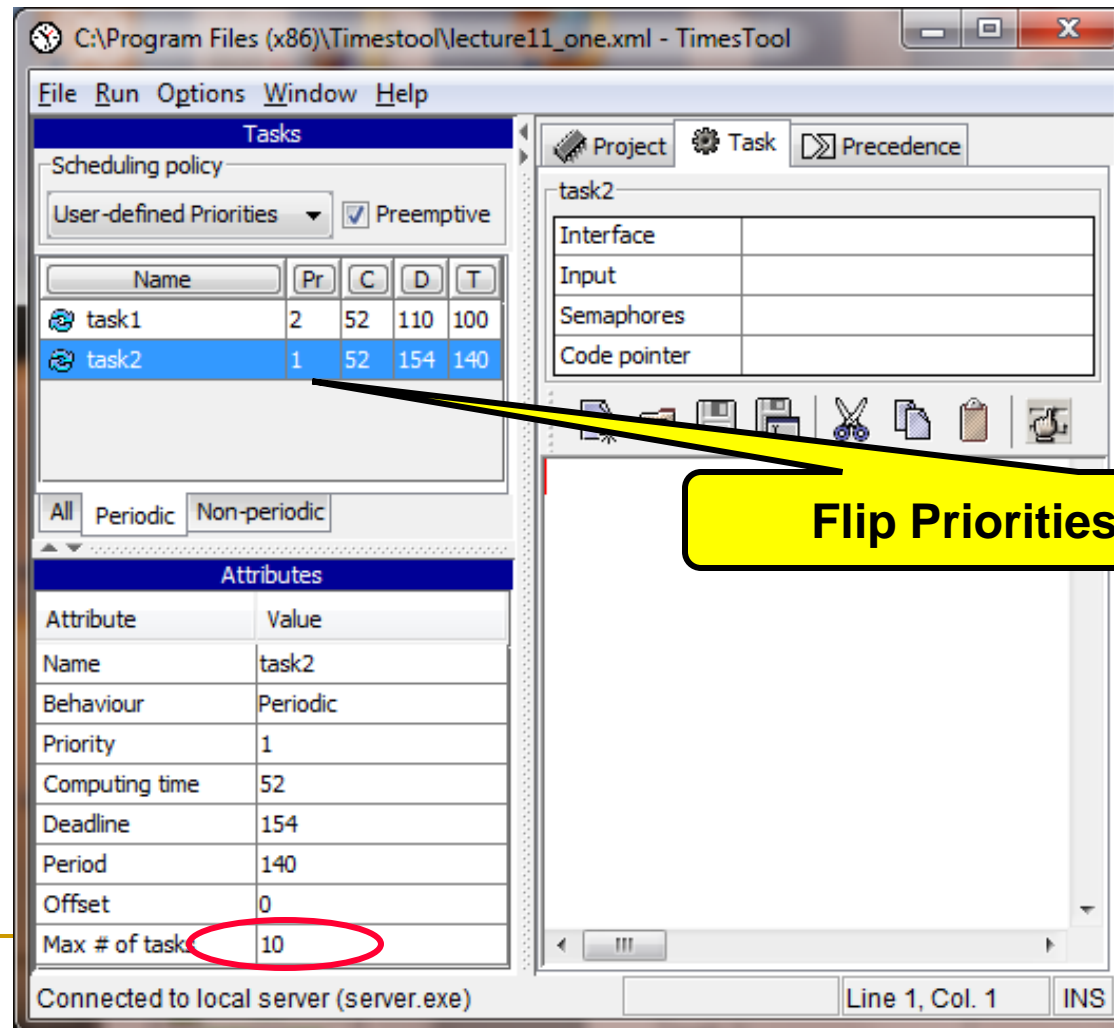 C:\Program Files (x86)\Timestool\lecture11_one.xml - TimesTool
File Run Options Window Help
Tasks
Scheduling policy
User-defined Priorities Preemptive
Name Pr C D T
task1 2 52 110 100
task2 1 52 154 140
All Periodic Non-periodic
Attributes
Attribute Value
Name task2
Behaviour Periodic
Priority 1
Computing time 52
Deadline 154
Period 140
Offset 0
Max # of tasks 10
Project Task Precedence
task2
Interface
Input
Semaphores
Code pointer
Flip Priorities
Connected to local server (server.exe) Line 1, Col. 1 INS